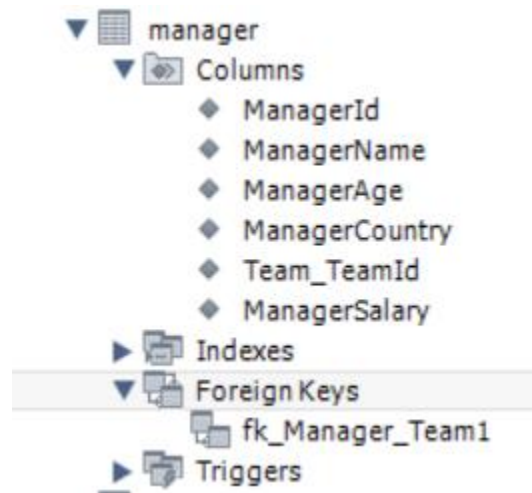 manager
Columns
ManagerId
ManagerName
ManagerAge
ManagerCountry
Team_TeamId
ManagerSalary
Indexes
Foreign Keys
fk_Manager_Team1
Triggers